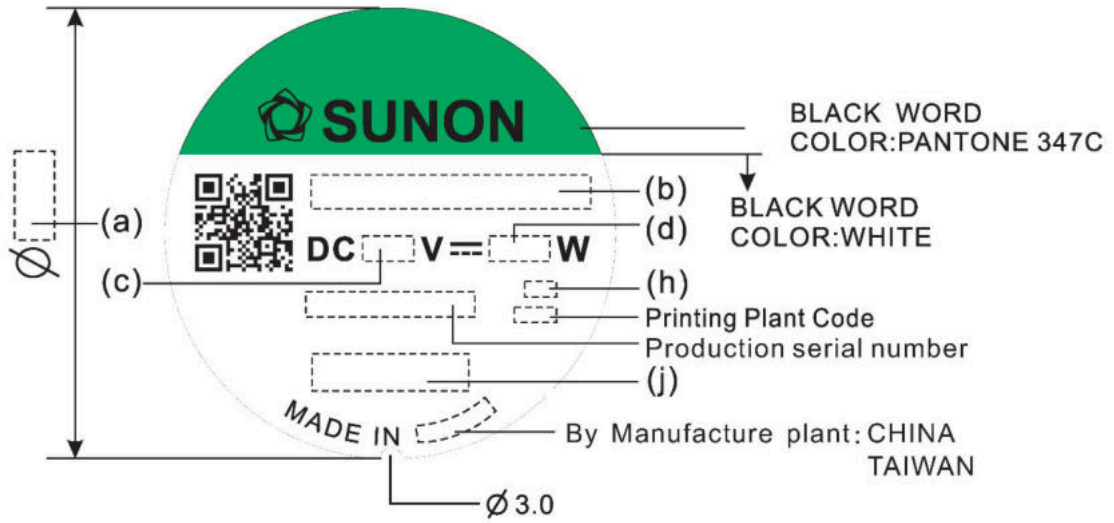 SUNON
BLACK WORD
COLOR:PANTONE 347C
(a)
(b)
BLACK WORD
COLOR:WHITE
(d)
DC V W
Ø
(c)
(h)
Printing Plant Code
Production serial number
(j)
MADE IN
By Manufacture plant: CHINA
TAIWAN
Ø 3.0